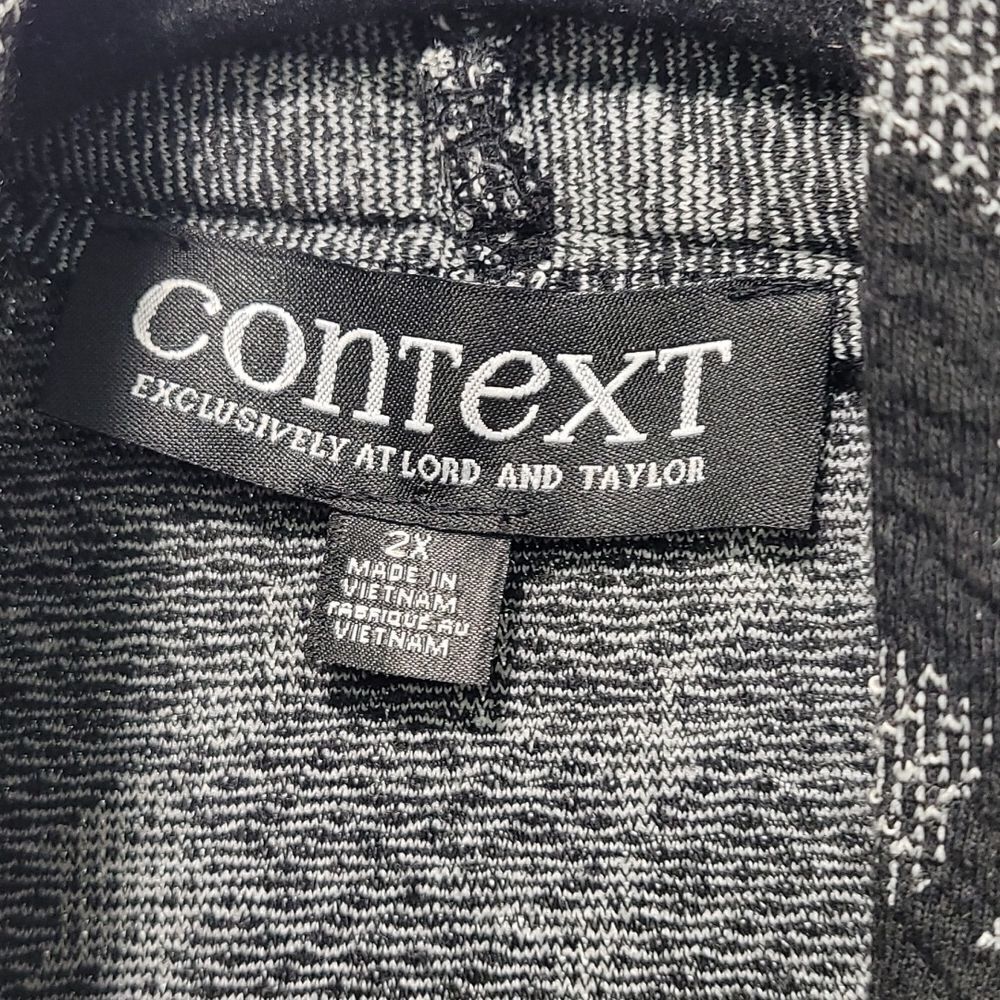 CONTEXT
EXCLUSIVELY AT LORD AND TAYLOR
2X
MADE IN
VIETNAM
FABRIQUE AU
VIETNAM